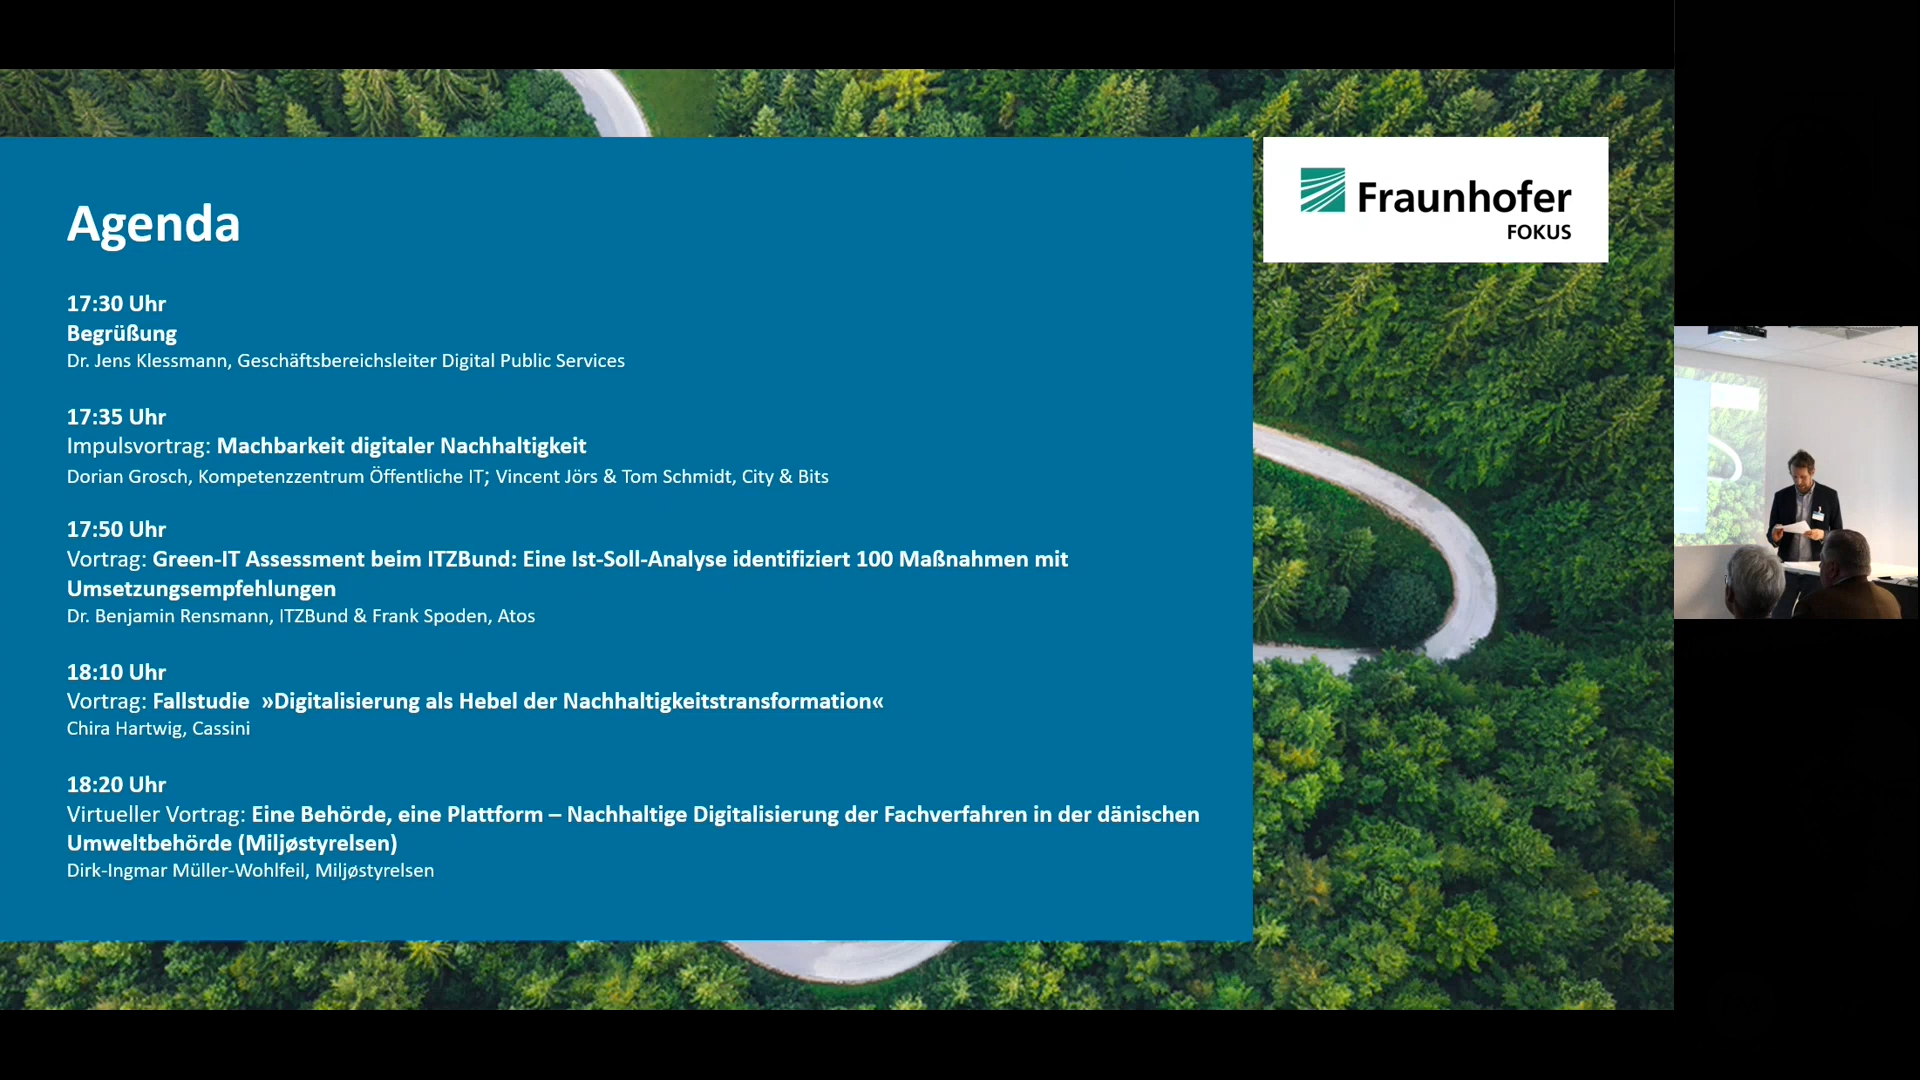 Agenda
17:30 Uhr
Begrüßung
Dr. Jens Klessmann, Geschäftsbereichsleiter Digital Public Services
17:35 Uhr
Impulsvortrag: Machbarkeit digitaler Nachhaltigkeit
Dorian Grosch, Kompetenzzentrum Öffentliche IT; Vincent Jörs & Tom Schmidt, City & Bits
17:50 Uhr
Vortrag: Green-IT Assessment beim ITZBund: Eine Ist-Soll-Analyse identifiziert 100 Maßnahmen mit
Umsetzungsempfehlungen
Dr. Benjamin Rensmann, ITZBund & Frank Spoden, Atos
18:10 Uhr
Vortrag: Fallstudie  »Digitalisierung als Hebel der Nachhaltigkeitstransformation«
Chira Hartwig, Cassini
18:20 Uhr
Virtueller Vortrag: Eine Behörde, eine Plattform – Nachhaltige Digitalisierung der Fachverfahren in der dänischen
Umweltbehörde (Miljøstyrelsen)
Dirk-Ingmar Müller-Wohlfeil, Miljøstyrelsen
Fraunhofer
FOKUS